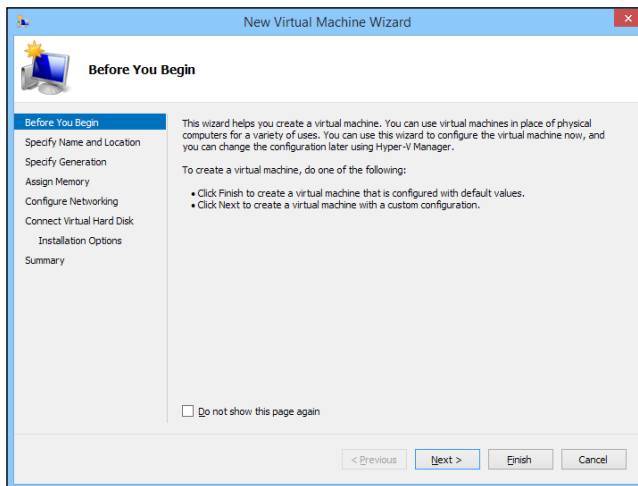 New Virtual Machine Wizard
Before You Begin
Before You Begin
Specify Name and Location
Specify Generation
Assign Memory
Configure Networking
Connect Virtual Hard Disk
Installation Options
Summary
This wizard helps you create a virtual machine. You can use virtual machines in place of physical
computers for a variety of uses. You can use this wizard to configure the virtual machine now, and
you can change the configuration later using Hyper-V Manager.
To create a virtual machine, do one of the following:
• Click Finish to create a virtual machine that is configured with default values.
• Click Next to create a virtual machine with a custom configuration.
Do not show this page again
< Previous
Next >
Finish
Cancel